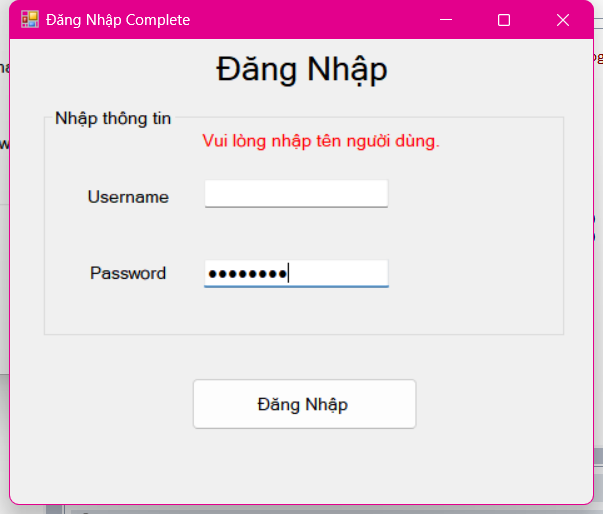 Đăng Nhập Complete
Đăng Nhập
Nhập thông tin
Vui lòng nhập tên người dùng.
Username
Password ●●●●●●●●
Đăng Nhập